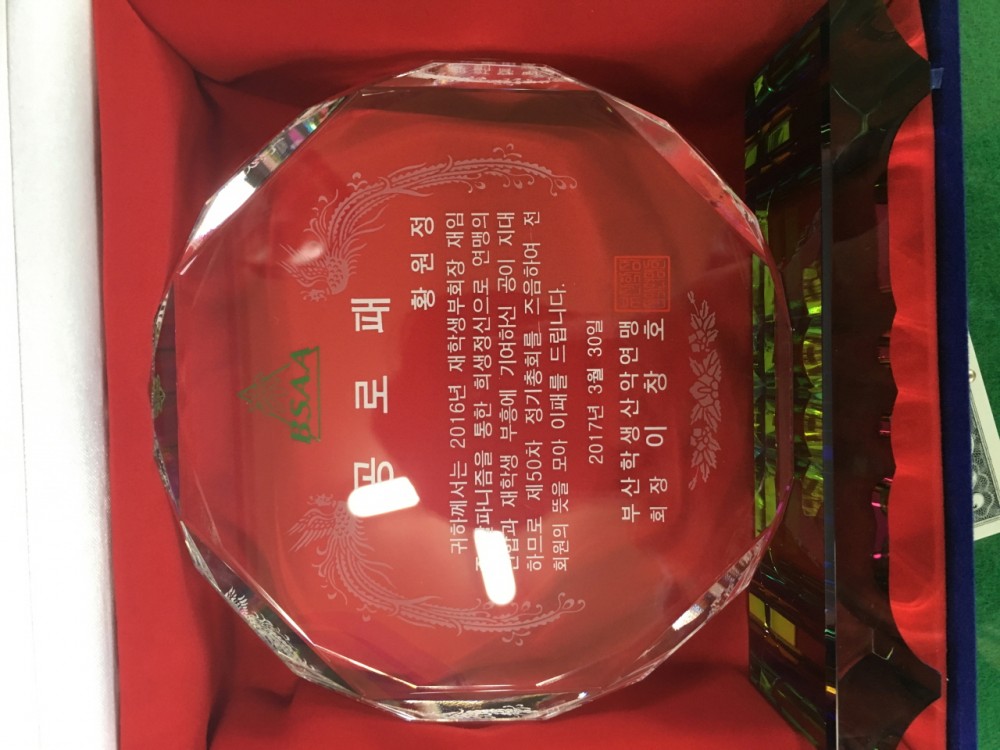 BSAA
공 로 패
황 원 정
귀하께서는 2016년 재학생부회장 재임
알파니즘을 통한 희생정신으로 연맹의
재학생 부흥에 기여하신 공이 지대
하므로 제50차 정기총회를 즈음하여 전
회원의 뜻을 모아 이패를 드립니다.
2017년 3월 30일
부산학생산악연맹
회 장 이 창 호